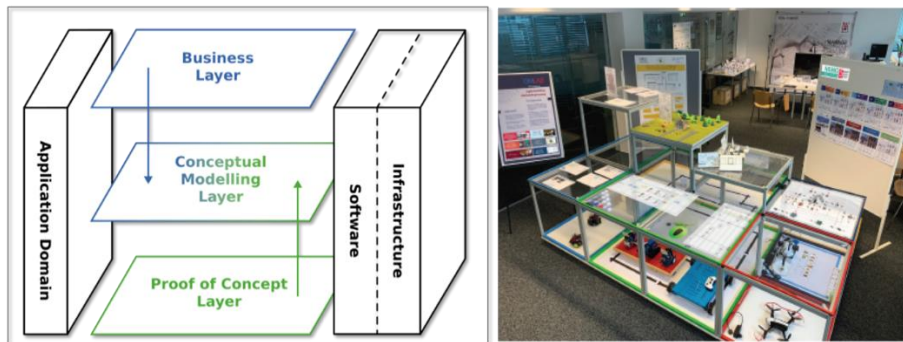 Business
Layer
Conceptual
Modelling
Layer
Proof of Concept
Layer
Application Domain
Software
Infrastructure